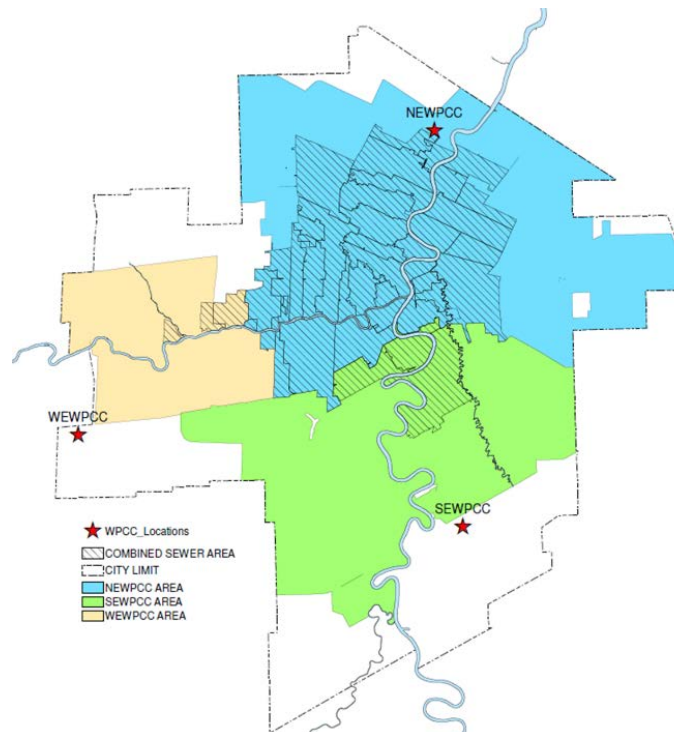 NEWPCC
WEWPCC
SEWPCC
WPCC_Locations
COMBINED SEWER AREA
CITY LIMIT
NEWPCC AREA
SEWPCC AREA
WEWPCC AREA